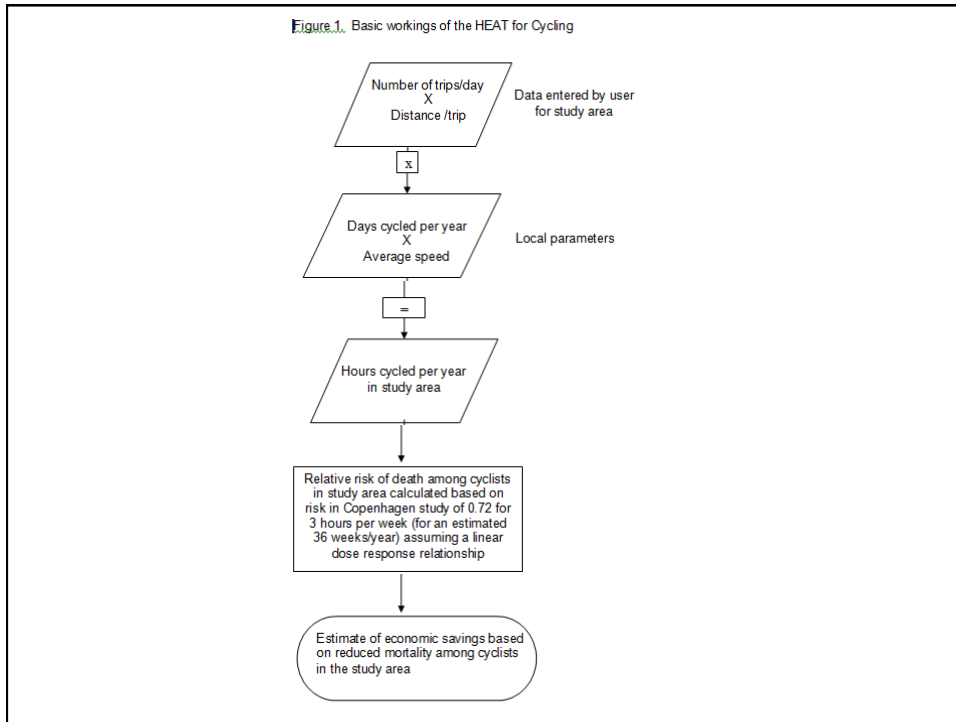 Figure 1. Basic workings of the HEAT for Cycling
Number of trips/day
X
Distance /trip
Data entered by user
for study area
x
Days cycled per year
X
Average speed
Local parameters
=
Hours cycled per year
in study area
Relative risk of death among cyclists
in study area calculated based on
risk in Copenhagen study of 0.72 for
3 hours per week (for an estimated
36 weeks/year) assuming a linear
dose response relationship
Estimate of economic savings based
on reduced mortality among cyclists
in the study area